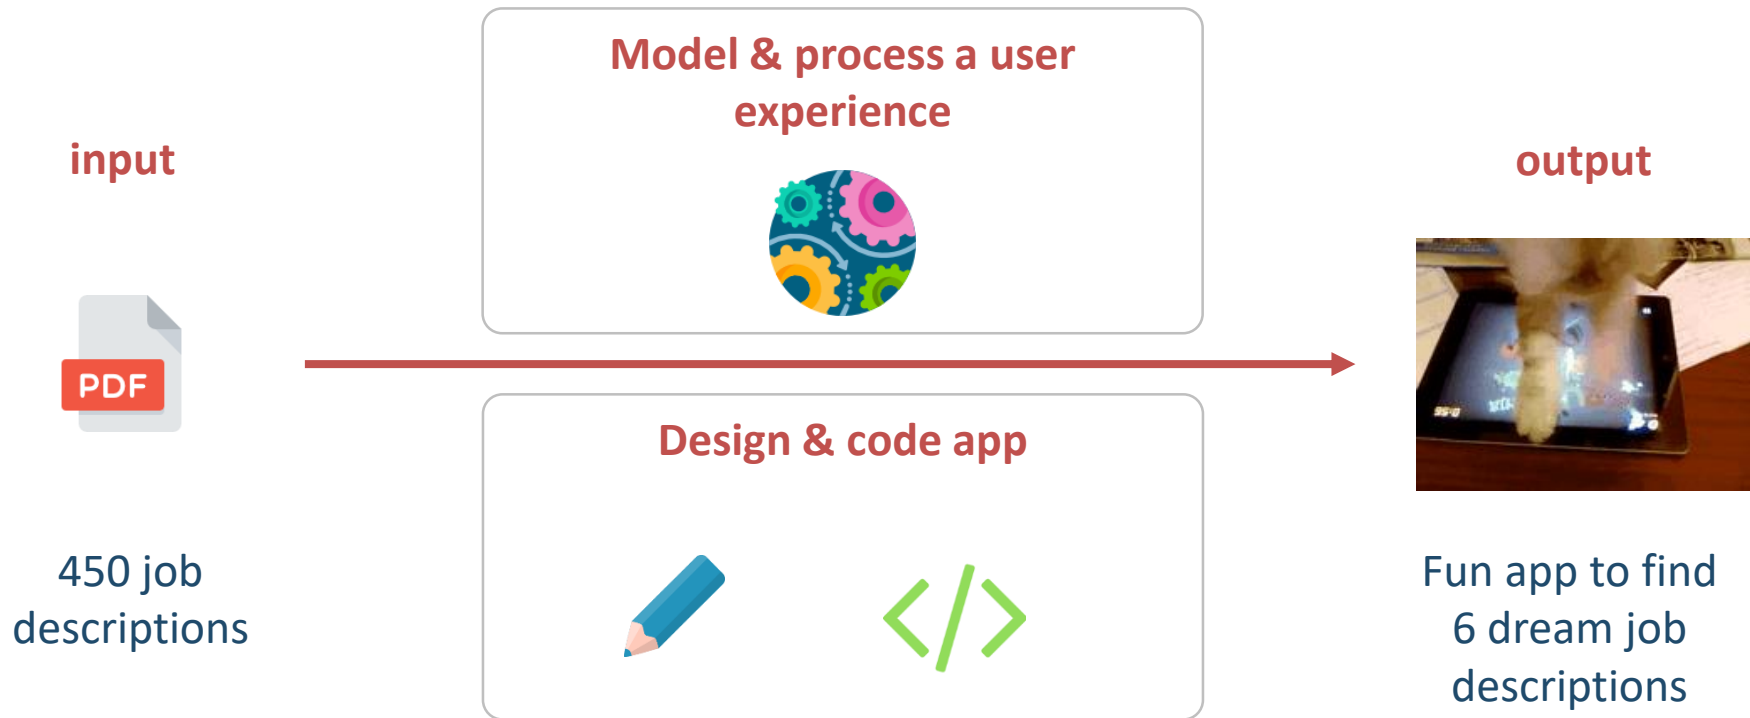 Model & process a user
experience
input
output
PDF
Design & code app
450 job
descriptions
Fun app to find
6 dream job
descriptions